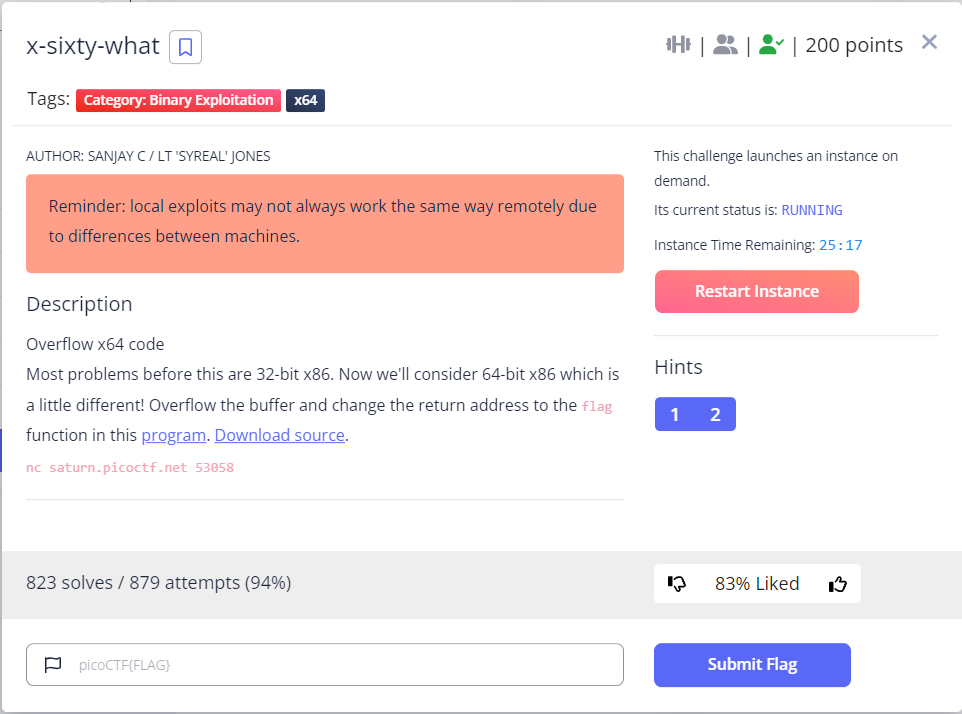 x-sixty-what
| | | 200 points
Tags: Category: Binary Exploitation x64
AUTHOR: SANJAY C / LT 'SYREAL' JONES
Reminder: local exploits may not always work the same way remotely due
to differences between machines.
Description
Overflow x64 code
Most problems before this are 32-bit x86. Now we'll consider 64-bit x86 which is
a little different! Overflow the buffer and change the return address to the flag
function in this program. Download source.
nc saturn.picoctf.net 53058
This challenge launches an instance on
demand.
Its current status is: RUNNING
Instance Time Remaining: 25:17
Restart Instance
Hints
1 2
823 solves / 879 attempts (94%)
83% Liked
picoCTF{FLAG}
Submit Flag